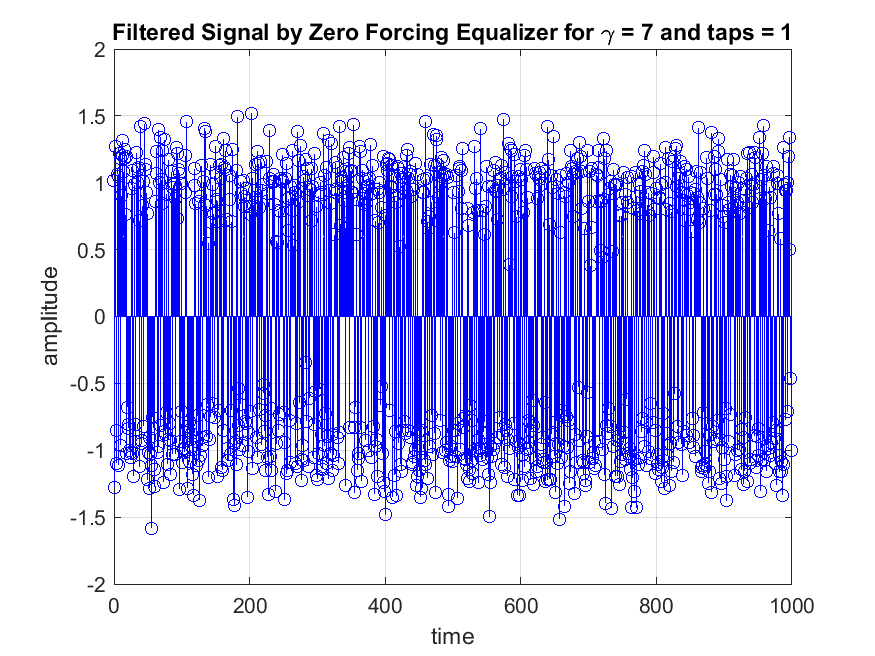 Filtered Signal by Zero Forcing Equalizer for γ = 7 and taps = 1
2
1.5
1
0.5
0
-0.5
-1
-1.5
-2
amplitude
0 200 400 600 800 1000
time